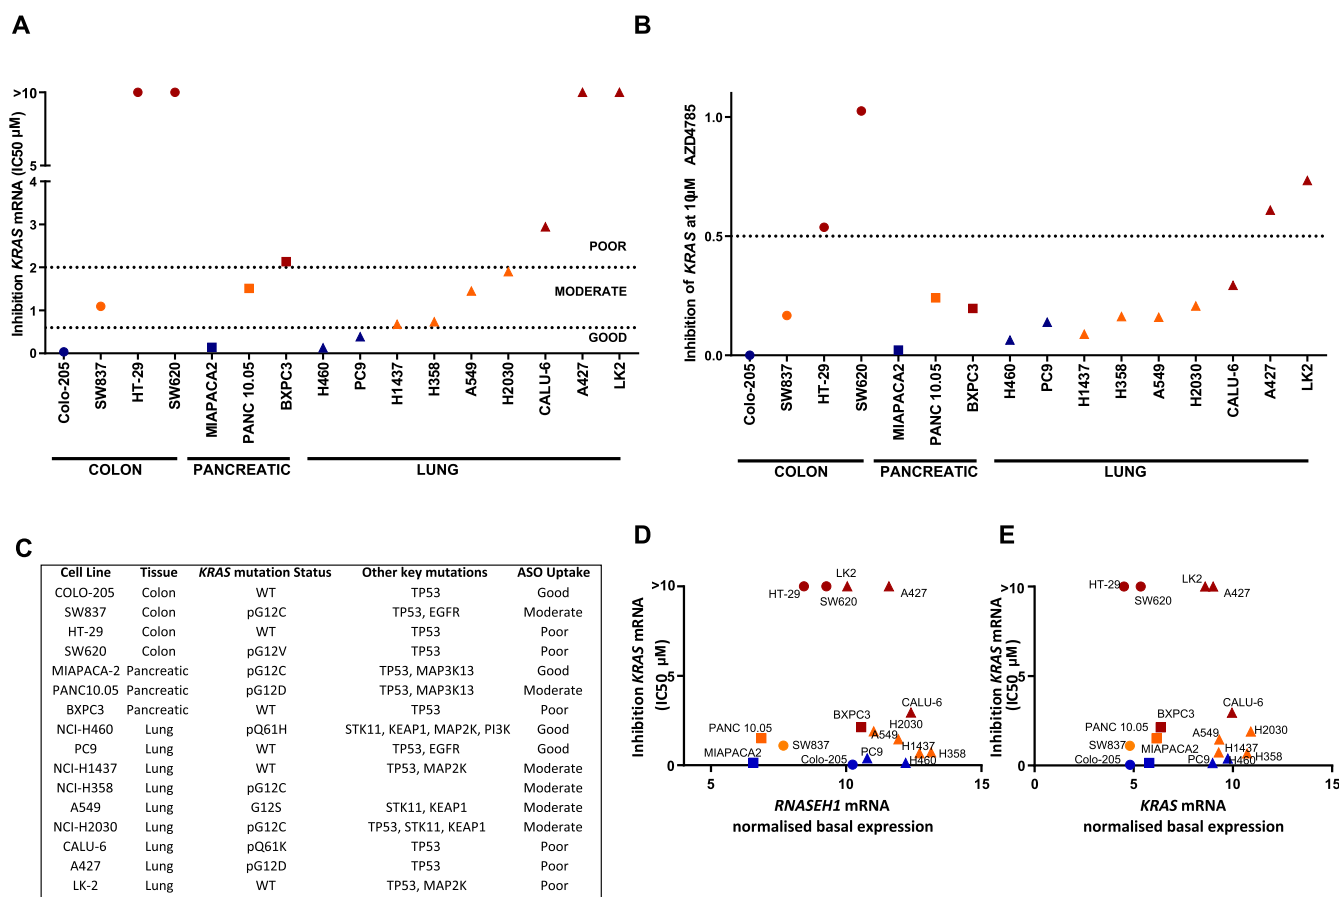 A
Inhibition KRAS mRNA (IC50 µM)
>10
5
4
3
2
1
0
POOR
MODERATE
GOOD
Colo-205
SW837
HT-29
SW620
MIAPACA2
PANC 10.05
BXPC3
H460
PC9
H1437
H358
A549
H2030
CALU-6
A427
LK2
COLON
PANCREATIC
LUNG
B
Inhibition of KRAS at 10µM AZD4785
1.0
0.5
0.0
Colo-205
SW837
HT-29
SW620
MIAPACA2
PANC 10.05
BXPC3
H460
PC9
H1437
H358
A549
H2030
CALU-6
A427
LK2
COLON
PANCREATIC
LUNG
C
Cell Line Tissue KRAS mutation Status Other key mutations ASO Uptake
COLO-205 Colon WT TP53 Good
SW837 Colon pG12C TP53, EGFR Moderate
HT-29 Colon WT TP53 Poor
SW620 Colon pG12V TP53 Poor
MIAPACA-2 Pancreatic pG12C TP53, MAP3K13 Good
PANC10.05 Pancreatic pG12D TP53, MAP3K13 Moderate
BXPC3 Pancreatic WT TP53 Poor
NCI-H460 Lung pQ61H STK11, KEAP1, MAP2K, PI3K Good
PC9 Lung WT TP53, EGFR Good
NCI-H1437 Lung WT TP53, MAP2K Moderate
NCI-H358 Lung pG12C Moderate
A549 Lung G12S STK11, KEAP1 Moderate
NCI-H2030 Lung pG12C TP53, STK11, KEAP1 Moderate
CALU-6 Lung pQ61K TP53 Poor
A427 Lung pG12D TP53 Poor
LK-2 Lung WT TP53, MAP2K Poor
D
Inhibition KRAS mRNA
(IC50 µM)
>10
5
0
LK2
HT-29
SW620
A427
CALU-6
BXPC3
H2030
PANC 10.05
A549
SW837
H1437
MIAPACA2
Colo-205
PC9
H460
H358
5
10
15
RNASEH1 mRNA
normalised basal expression
E
Inhibition KRAS mRNA
(IC50 µM)
>10
5
0
HT-29
LK2
SW620
A427
CALU-6
BXPC3
PANC 10.05
A549
H2030
SW837
MIAPACA2
H1437
Colo-205
PC9
H460
H358
0
5
10
15
KRAS mRNA
normalised basal expression